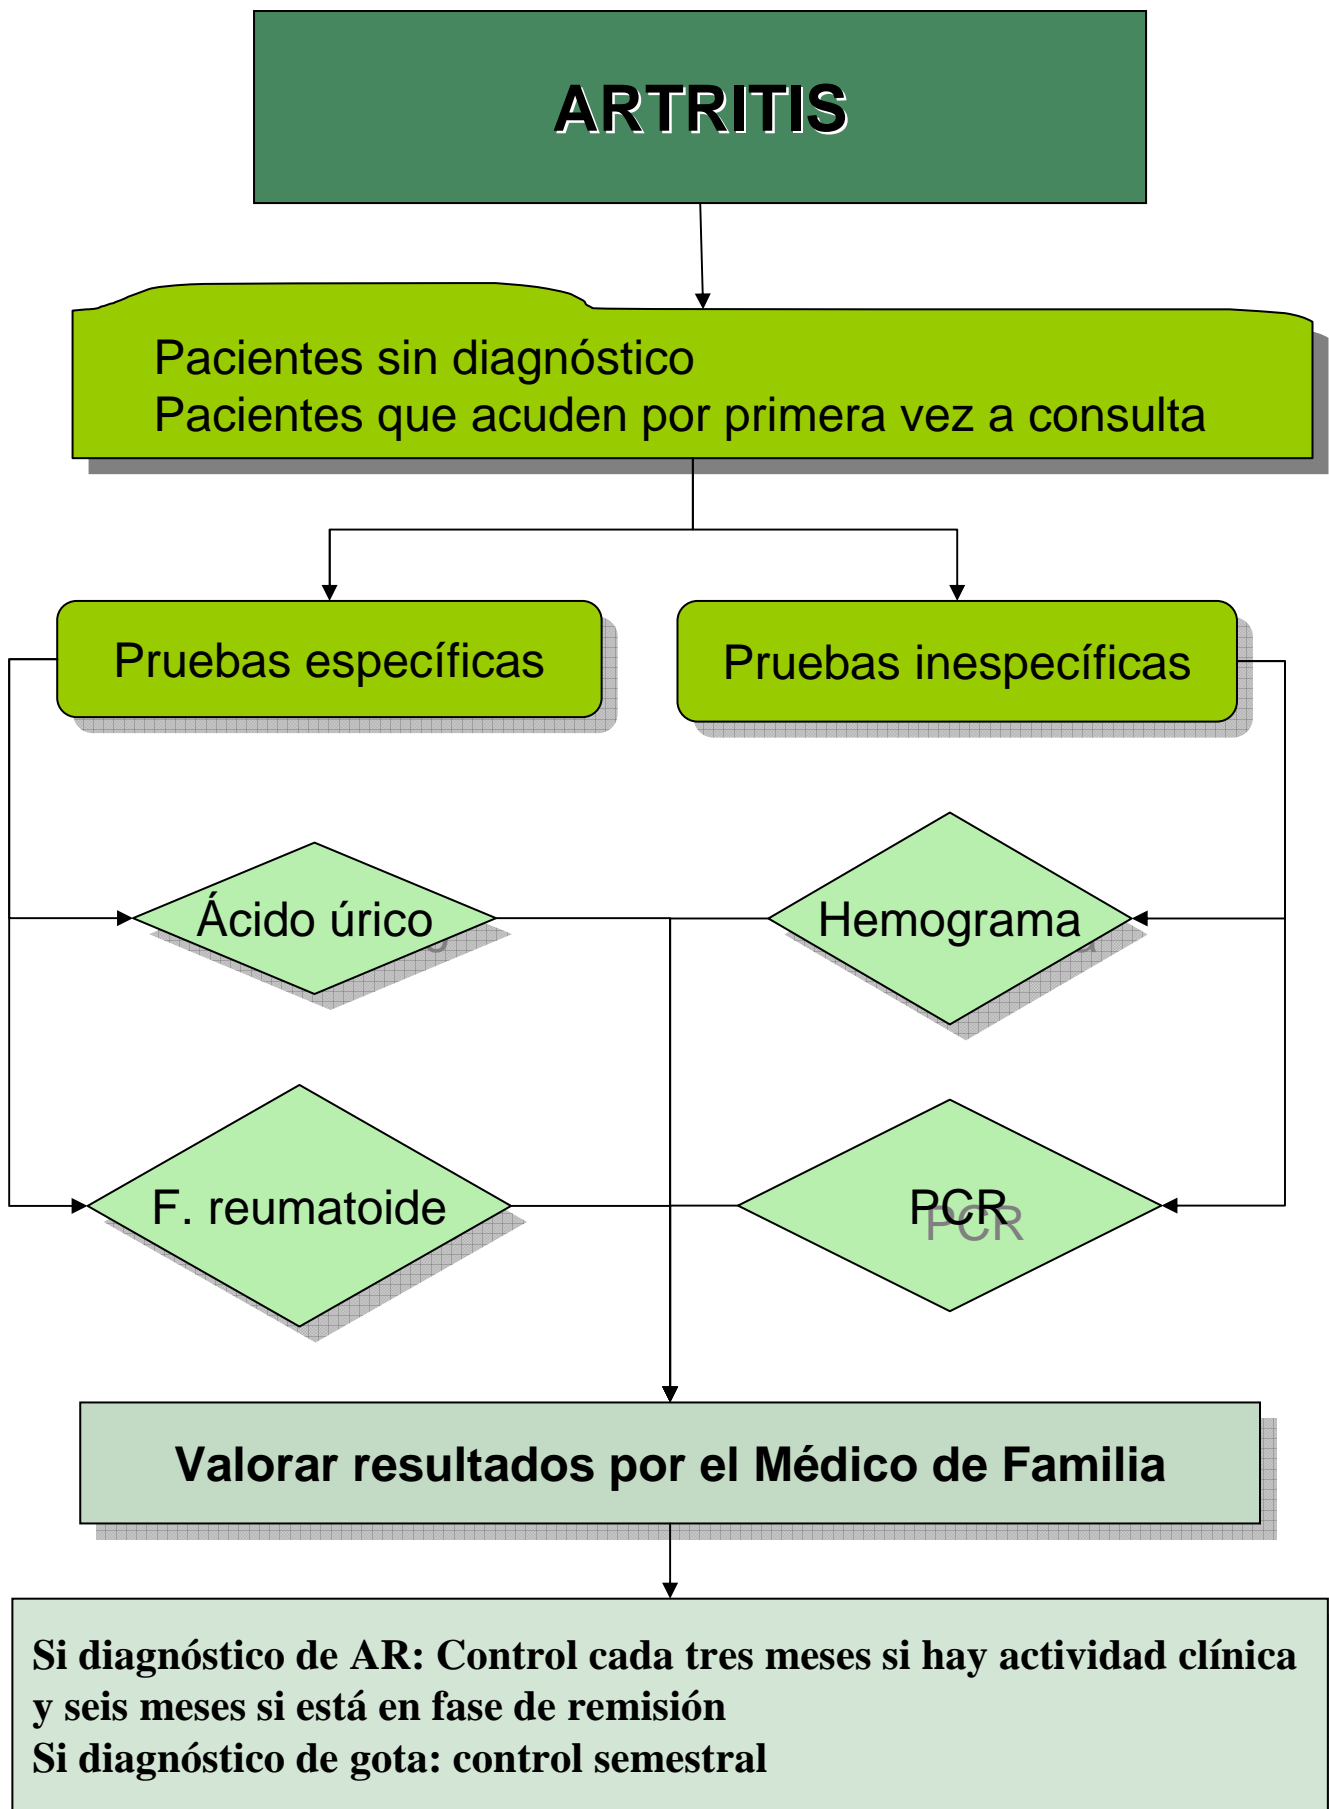 ARTRITIS
Pacientes sin diagnóstico
Pacientes que acuden por primera vez a consulta
Pruebas específicas
Pruebas inespecíficas
Ácido úrico
Hemograma
F. reumatoide
PCR
Valorar resultados por el Médico de Familia
Si diagnóstico de AR: Control cada tres meses si hay actividad clínica
y seis meses si está en fase de remisión
Si diagnóstico de gota: control semestral